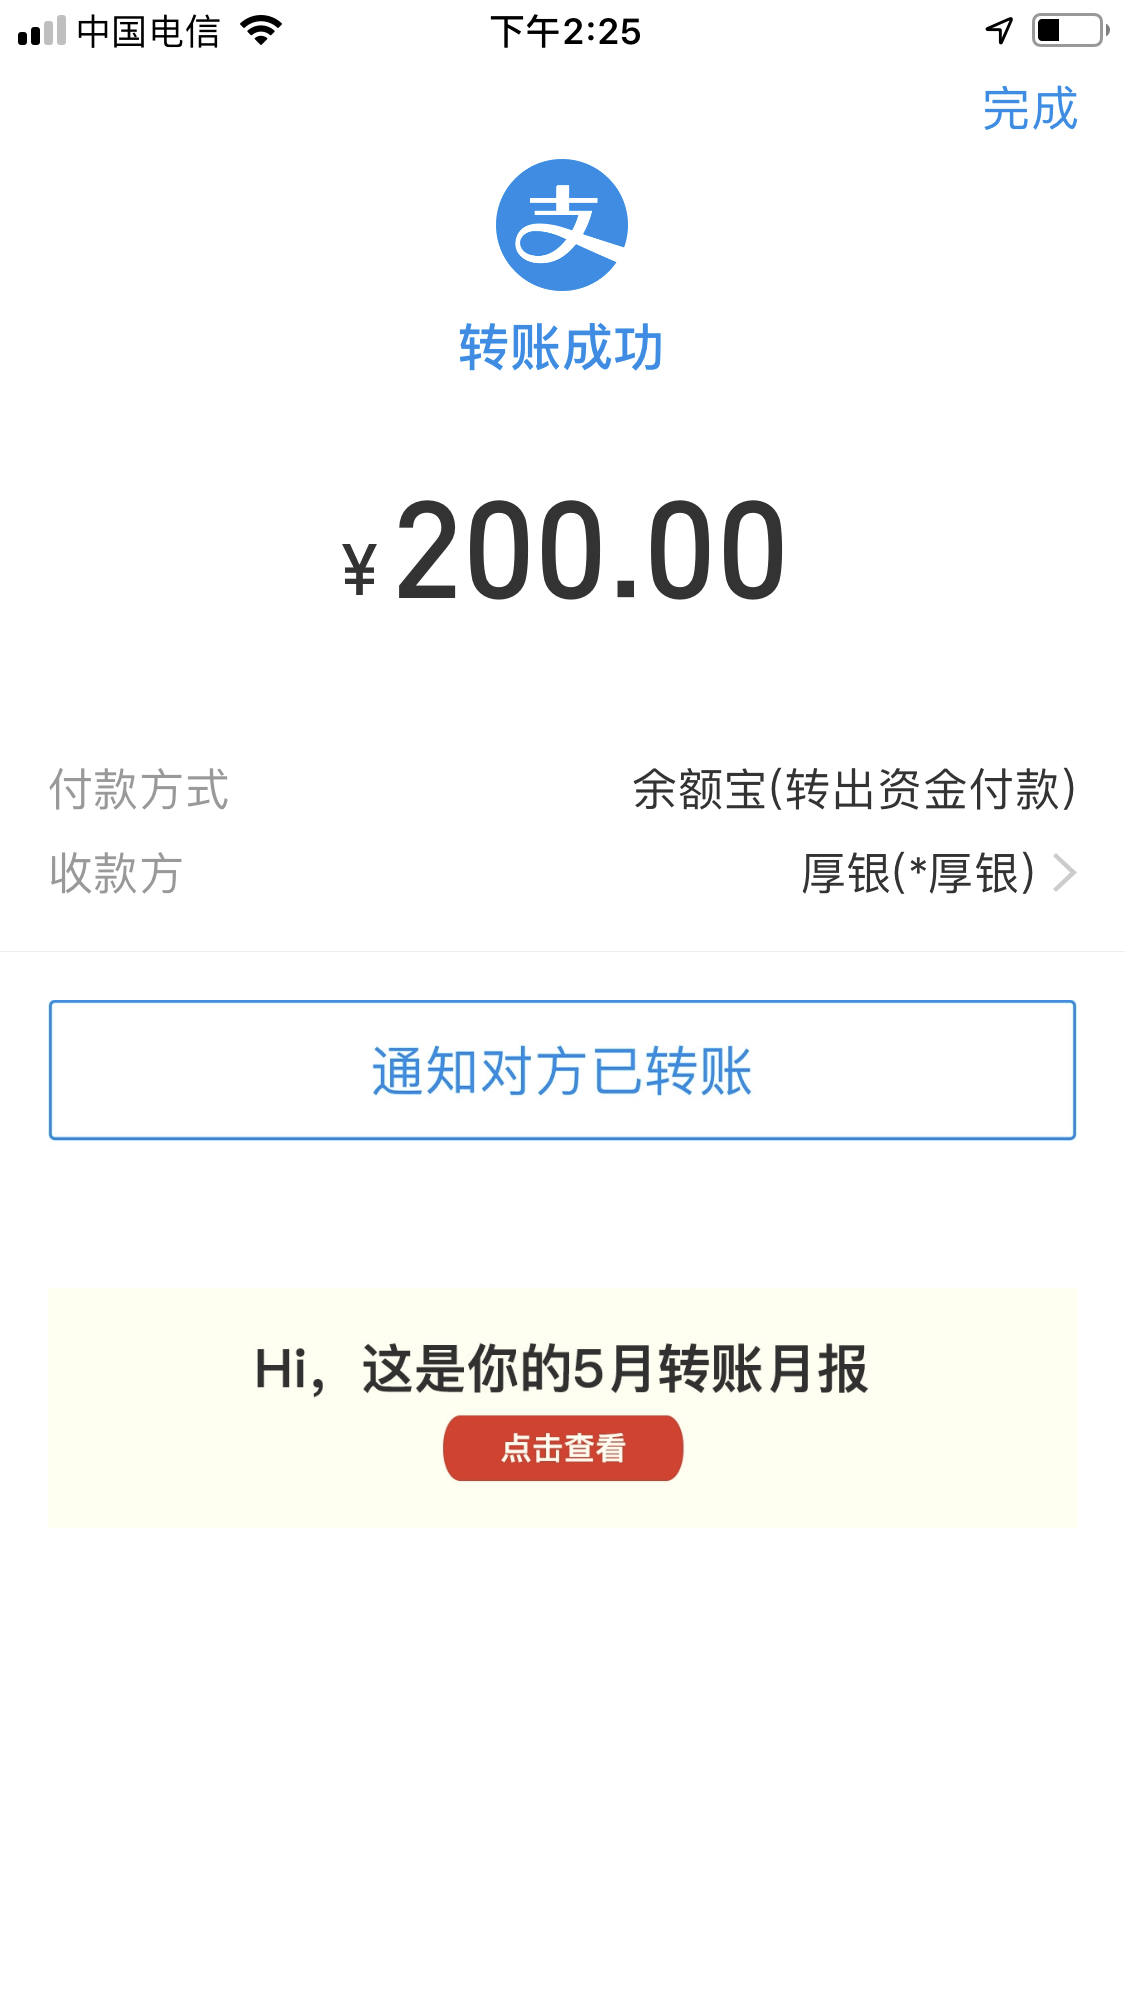 中国电信 下午2:25
完成
支
转账成功
¥200.00
付款方式 余额宝(转出资金付款)
收款方 厚银(*厚银)
通知对方已转账
Hi，这是你的5月转账月报
点击查看